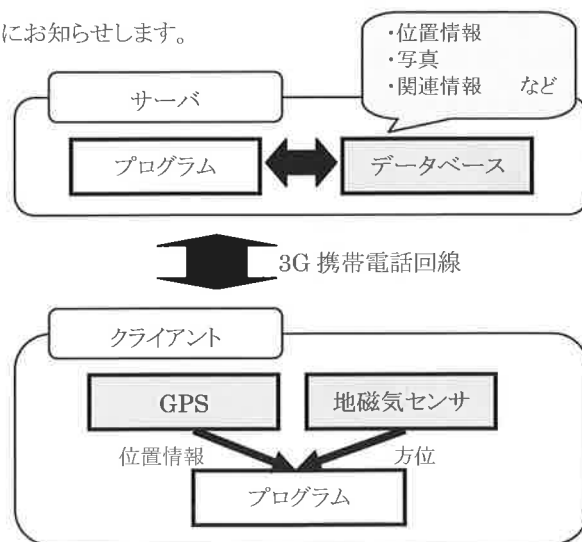 にお知らせします。
・位置情報
・写真
・関連情報　など
サーバ
プログラム
データベース
3G 携帯電話回線
クライアント
GPS
地磁気センサ
位置情報
方位
プログラム